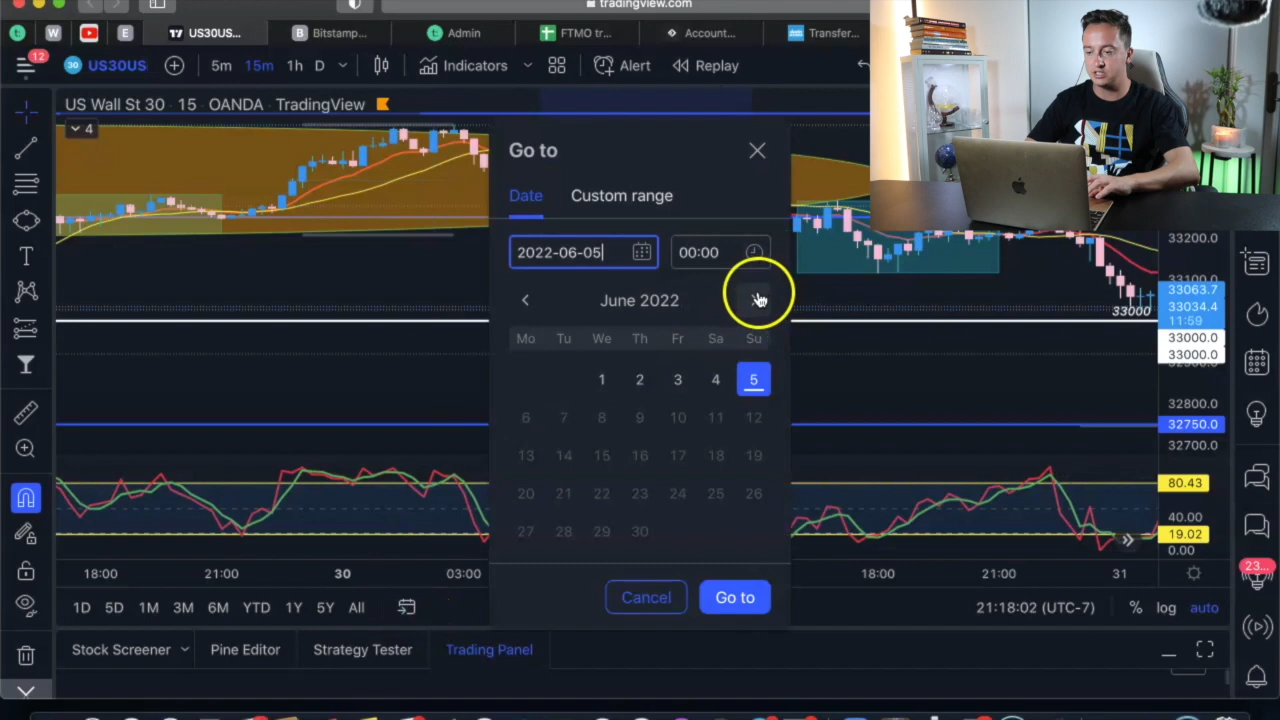 tradingview.com
W
E
US30US...
B
Bitstamp...
Admin
FTMO tr...
Account...
Transfer...
12
30
US30US
5m
15m
1h
D
Indicators
Alert
Replay
US Wall St 30 · 15 · OANDA · TradingView
4
Go to
Date
Custom range
2022-06-05
00:00
June 2022
Mo Tu We Th Fr Sa Su
1 2 3 4 5
6 7 8 9 10 11 12
13 14 15 16 17 18 19
20 21 22 23 24 25 26
27 28 29 30
Cancel
Go to
33200.0
33100.0
33063.7
33034.4
11:59
33000
33000.0
33000.0
32800.0
32750.0
32700.0
80.43
40.00
19.02
0.00
18:00
21:00
30
03:00
18:00
21:00
31
1D 5D 1M 3M 6M YTD 1Y 5Y All
21:18:02 (UTC-7)
%
log
auto
23...
Stock Screener
Pine Editor
Strategy Tester
Trading Panel